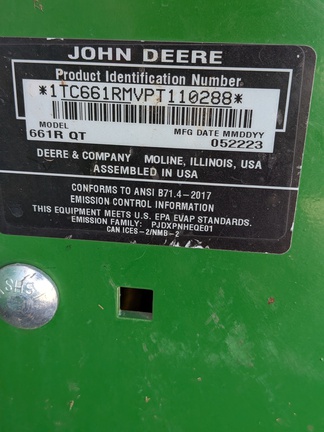 JOHN DEERE
Product Identification Number
*1TC661RMVPT110288*
MODEL
661R QT
MFG DATE MMDDYY
052223
DEERE & COMPANY MOLINE, ILLINOIS, USA
ASSEMBLED IN USA
CONFORMS TO ANSI B71.4-2017
EMISSION CONTROL INFORMATION
THIS EQUIPMENT MEETS U.S. EPA EVAP STANDARDS.
EMISSION FAMILY: PJDXPNHEQE01
CAN ICES-2/NMB-2